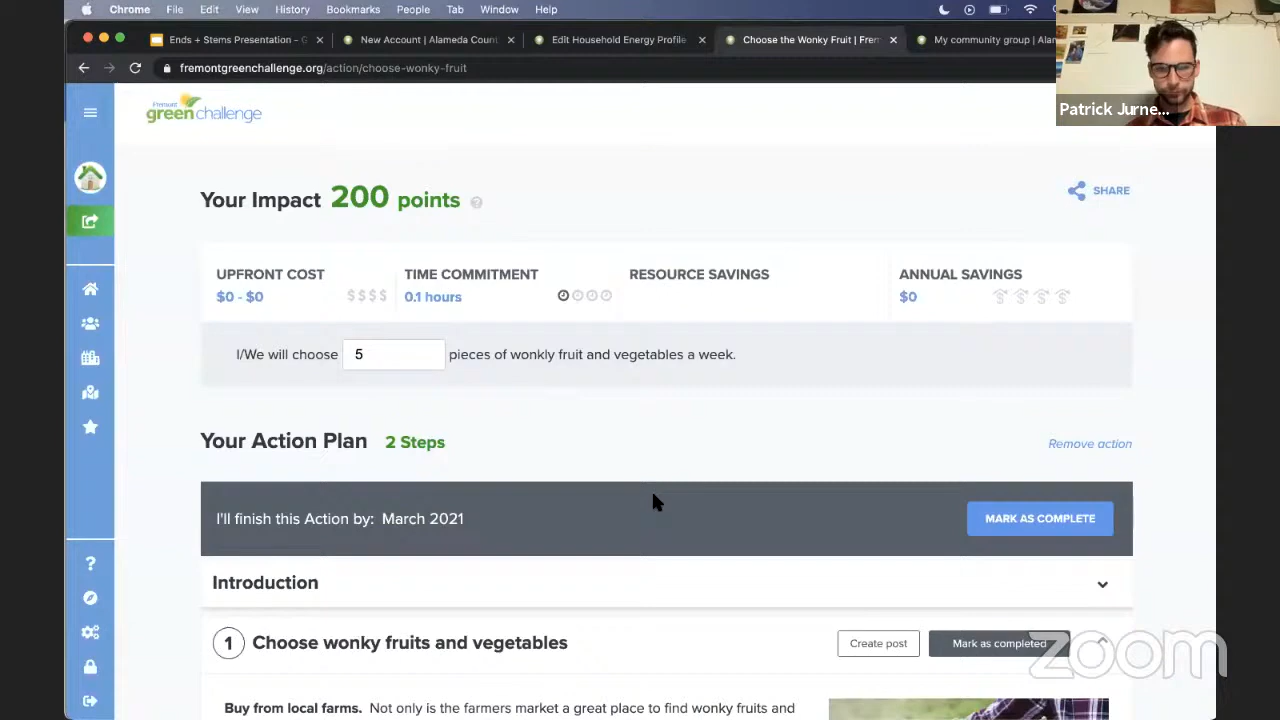 Chrome File Edit View History Bookmarks People Tab Window Help
Ends + Stems Presentation - G
New Account | Alameda Count
Edit Household Energy Profile
Choose the Wonky Fruit | Frem
My community group | Alam
fremontgreenchallenge.org/action/choose-wonky-fruit
Patrick Jurne...
Fremont
greenchallenge
Your Impact 200 points ?
SHARE
UPFRONT COST
$0 - $0
$$$$
TIME COMMITMENT
0.1 hours
RESOURCE SAVINGS
ANNUAL SAVINGS
$0
$ $ $ $
I/We will choose 5 pieces of wonkly fruit and vegetables a week.
Your Action Plan 2 Steps
Remove action
I'll finish this Action by: March 2021
MARK AS COMPLETE
Introduction
1 Choose wonky fruits and vegetables
Create post
Mark as completed
zoom
Buy from local farms. Not only is the farmers market a great place to find wonky fruits and
?